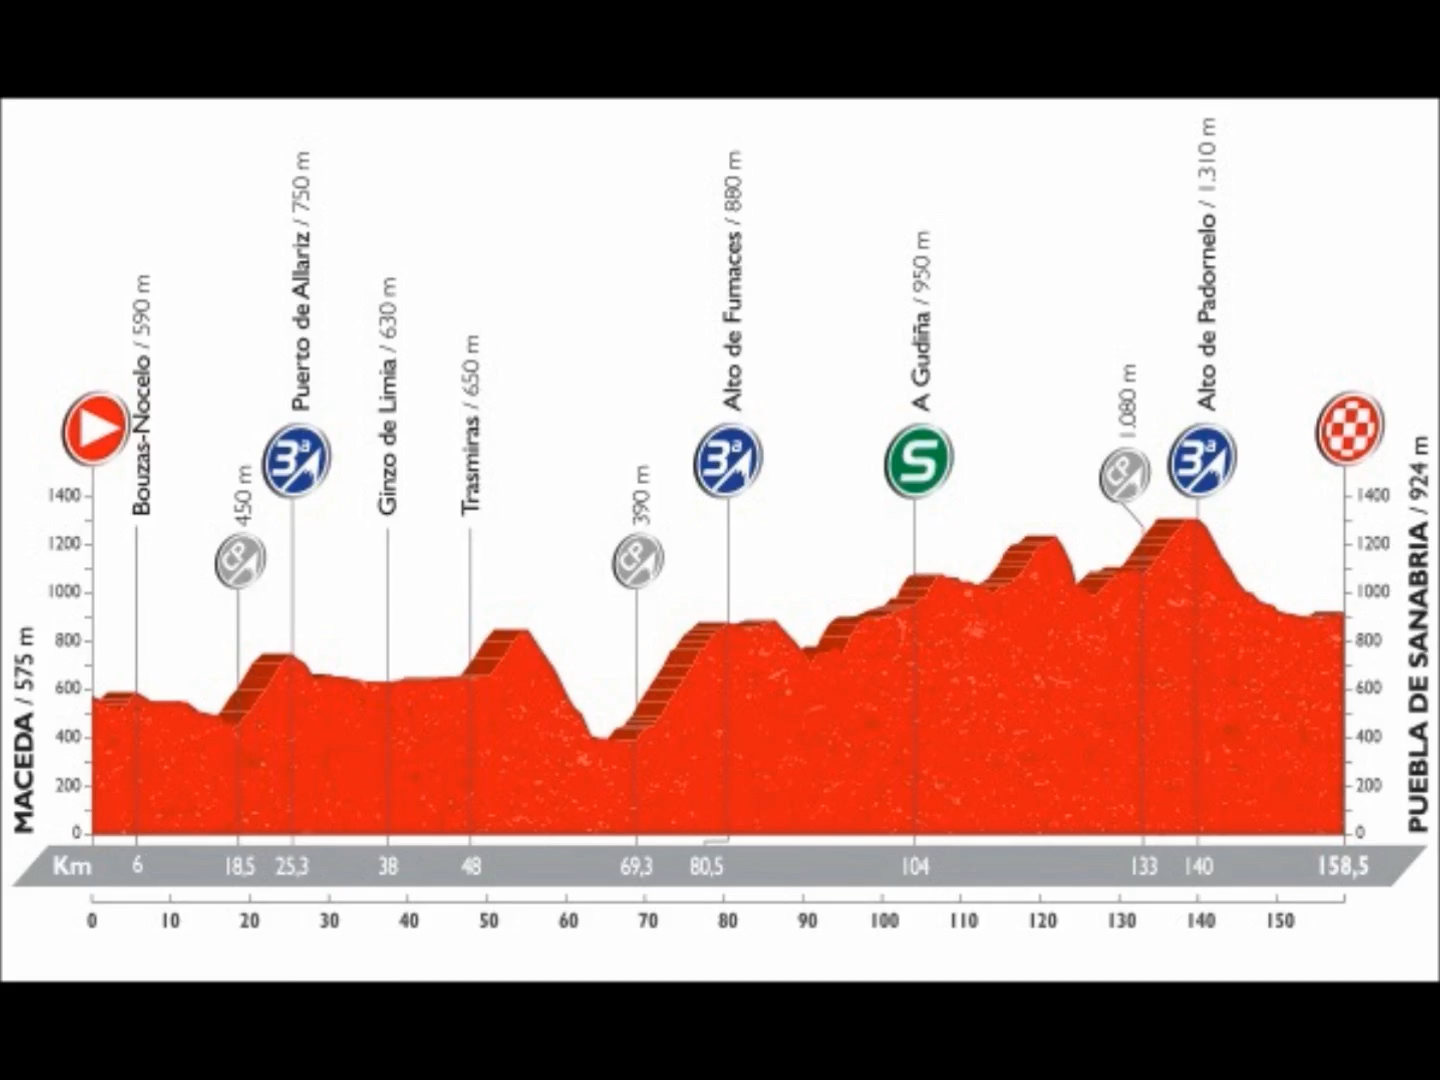 MACEDA / 575 m
Bouzas-Nocelo / 590 m
CP
450 m
3ª
Puerto de Allariz / 750 m
Ginzo de Limia / 630 m
Trasmiras / 650 m
CP
390 m
3ª
Alto de Fumaces / 880 m
S
A Gudiña / 950 m
CP
1.080 m
3ª
Alto de Padornelo / 1.310 m
PUEBLA DE SANABRIA / 924 m
1400 1400
1200 1200
1000 1000
800 800
600 600
400 400
200 200
0 0
Km 6 18,5 25,3 38 48 69,3 80,5 104 133 140 158,5
0 10 20 30 40 50 60 70 80 90 100 110 120 130 140 150